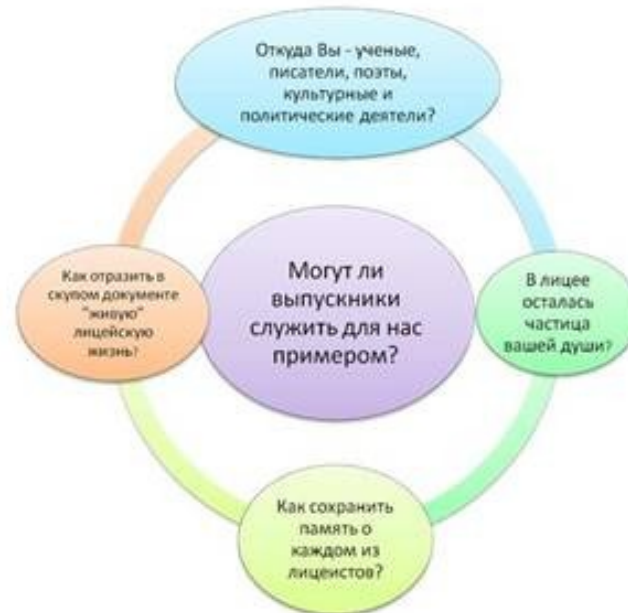 Откуда Вы - ученые,
писатели, поэты,
культурные и
политические деятели?
Могут ли
выпускники
служить для нас
примером?
Как отразить в
скупом документе
"живую"
лицейскую
жизнь?
В лицее
осталась
частица
вашей души?
Как сохранить
память о
каждом из
лицеистов?